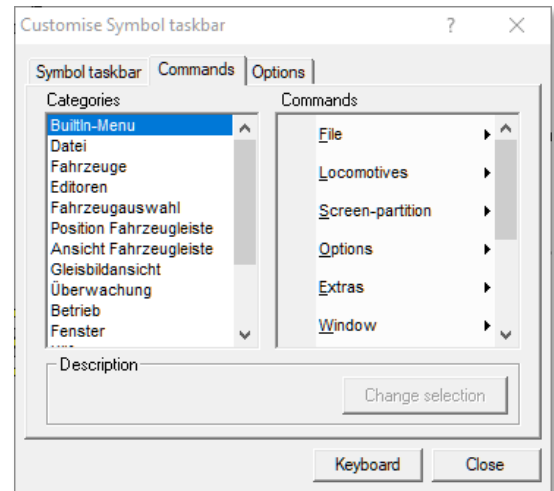 Customise Symbol taskbar ?
Symbol taskbar Commands Options
Categories Commands
BuiltIn-Menu
Datei
Fahrzeuge
Editoren
Fahrzeugauswahl
Position Fahrzeugleiste
Ansicht Fahrzeugleiste
Gleisbildansicht
Überwachung
Betrieb
Fenster
File
Locomotives
Screen-partition
Options
Extras
Window
Description
Change selection
Keyboard Close